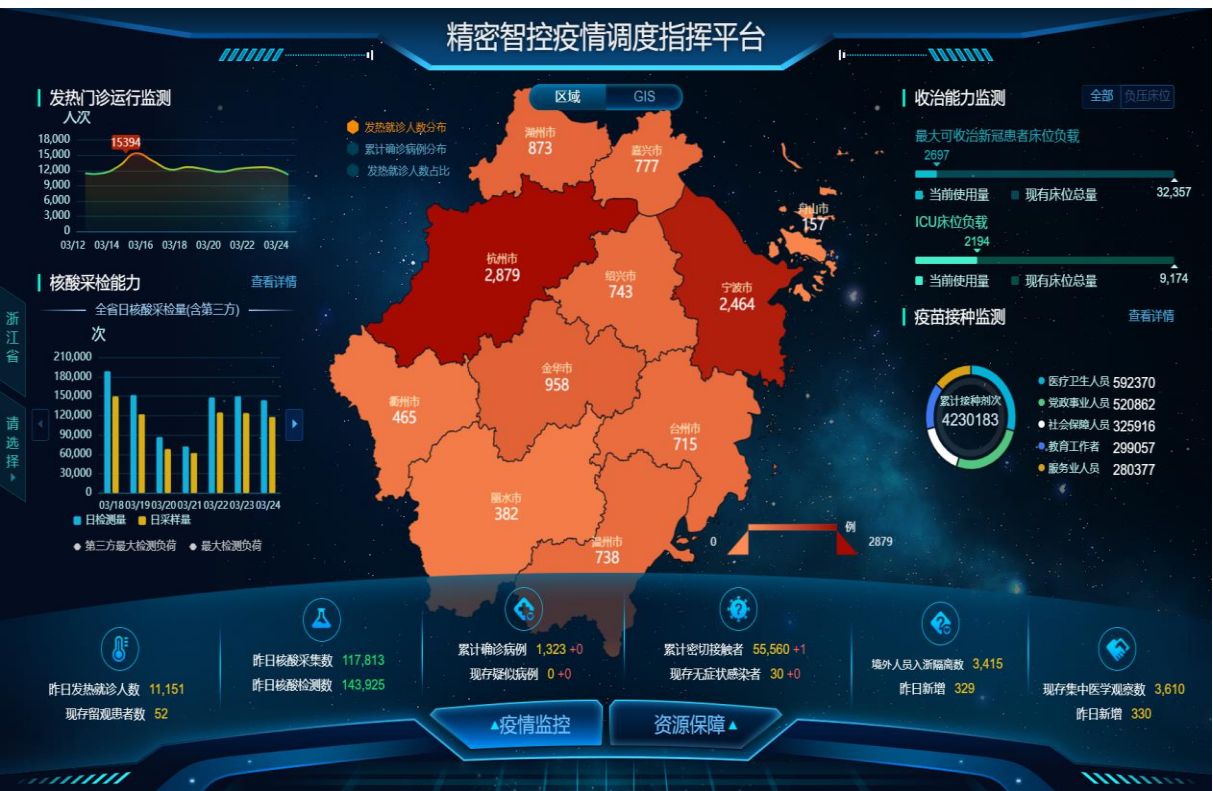 精密智控疫情调度指挥平台
发热门诊运行监测
人次
18,000
15,000
12,000
9,000
6,000
3,000
0
15394
03/12 03/14 03/16 03/18 03/20 03/22 03/24
核酸采检能力 查看详情
全省日核酸采检量(含第三方)
次
210,000
180,000
150,000
120,000
90,000
60,000
30,000
0
03/18 03/19 03/20 03/21 03/22 03/23 03/24
日检测量 日采样量
第三方最大检测负荷 最大检测负荷
浙江省
请选择
区域 GIS
发热就诊人数分布
累计确诊病例分布
发热就诊人数占比
湖州市
873
嘉兴市
777
舟山市
157
杭州市
2,879
绍兴市
743
宁波市
2,464
金华市
958
衢州市
465
台州市
715
丽水市
382
温州市
738
例
0 2879
收治能力监测 全部 负压床位
最大可收治新冠患者床位负载
2697
当前使用量 现有床位总量 32,357
ICU床位负载
2194
当前使用量 现有床位总量 9,174
疫苗接种监测 查看详情
累计接种剂次
4230183
医疗卫生人员 592370
党政事业人员 520862
社会保障人员 325916
教育工作者 299057
服务业人员 280377
昨日发热就诊人数 11,151
现存留观患者数 52
昨日核酸采集数 117,813
昨日核酸检测数 143,925
累计确诊病例 1,323 +0
现存疑似病例 0 +0
累计密切接触者 55,560 +1
现存无症状感染者 30 +0
境外人员入浙隔离数 3,415
昨日新增 329
现存集中医学观察数 3,610
昨日新增 330
疫情监控 资源保障